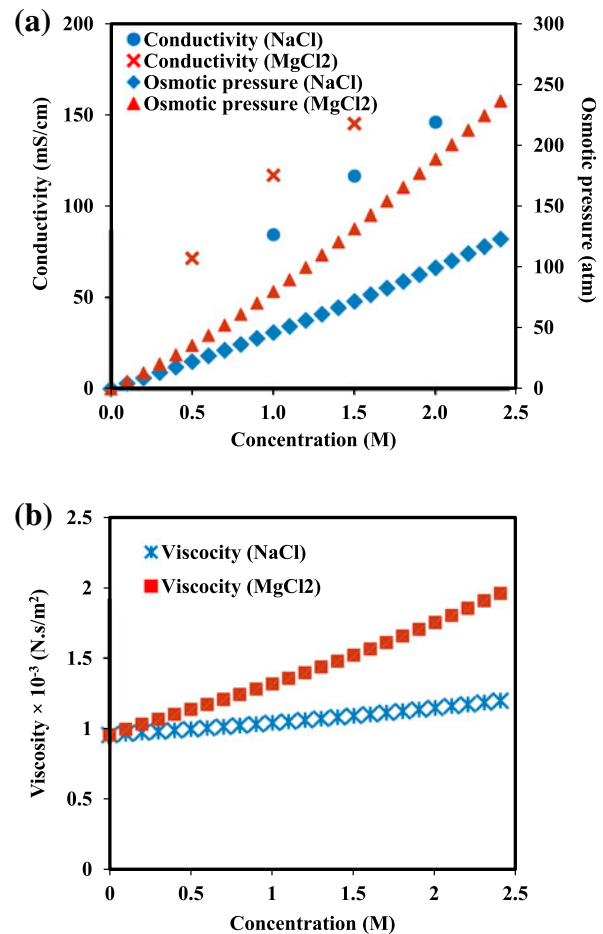 (a)
200
150
100
50
0
Conductivity (mS/cm)
Conductivity (NaCl)
Conductivity (MgCl2)
Osmotic pressure (NaCl)
Osmotic pressure (MgCl2)
300
250
200
150
100
50
0
Osmotic pressure (atm)
0.0 0.5 1.0 1.5 2.0 2.5
Concentration (M)
(b)
2.5
2
1.5
1
0.5
0
Viscosity × 10⁻³ (N.s/m²)
Viscocity (NaCl)
Viscocity (MgCl2)
0 0.5 1 1.5 2 2.5
Concentration (M)